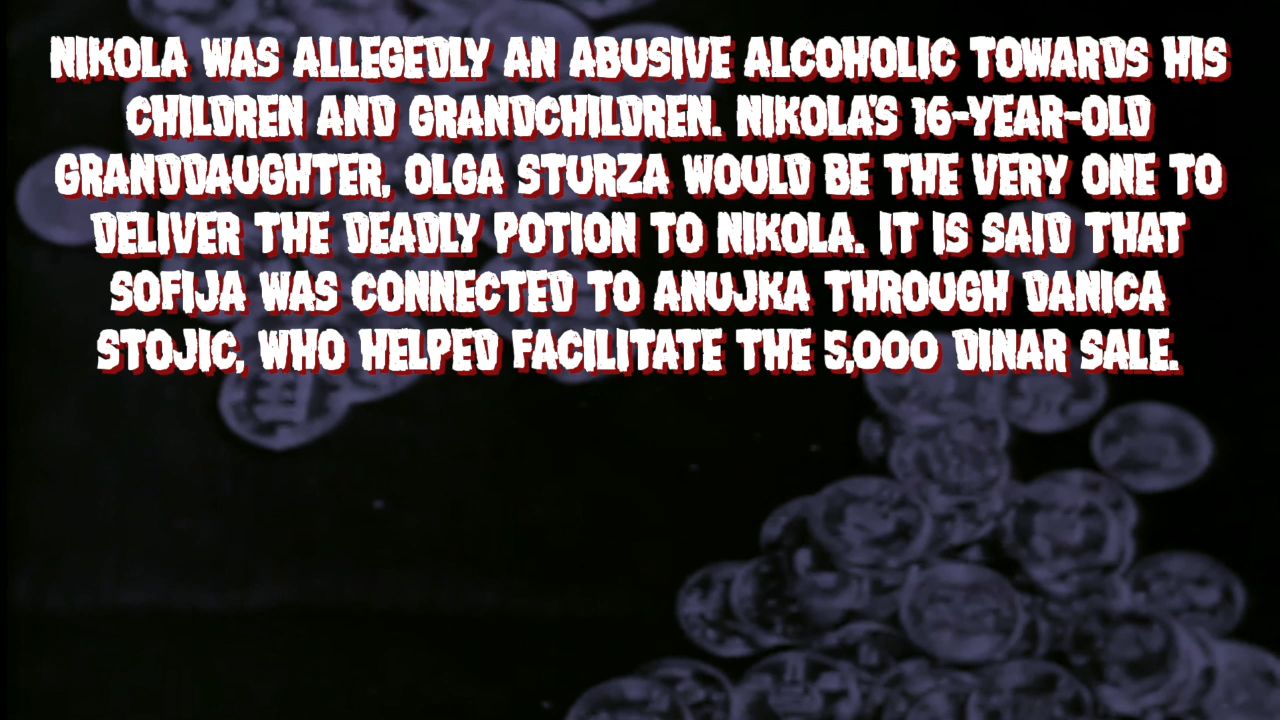 NIKOLA WAS ALLEGEDLY AN ABUSIVE ALCOHOLIC TOWARDS HIS
CHILDREN AND GRANDCHILDREN. NIKOLA'S 16-YEAR-OLD
GRANDDAUGHTER, OLGA STURZA WOULD BE THE VERY ONE TO
DELIVER THE DEADLY POTION TO NIKOLA. IT IS SAID THAT
SOFIJA WAS CONNECTED TO ANUJKA THROUGH DANICA
STOJIC, WHO HELPED FACILITATE THE 5,000 DINAR SALE.